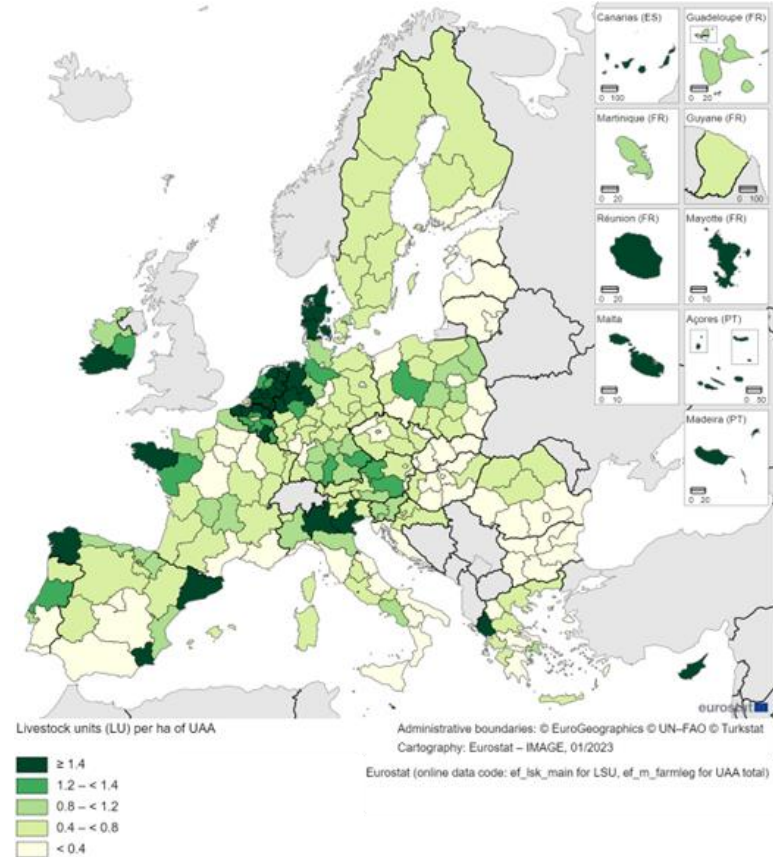 Canarias (ES)
0 100
Guadeloupe (FR)
0 20
Martinique (FR)
0 20
Guyane (FR)
0 100
Réunion (FR)
0 20
Mayotte (FR)
0 10
Malta
0 10
Açores (PT)
0 50
Madeira (PT)
0 20
eurostat
Livestock units (LU) per ha of UAA
≥ 1.4
1.2 – < 1.4
0.8 – < 1.2
0.4 – < 0.8
< 0.4
Administrative boundaries: © EuroGeographics © UN–FAO © Turkstat
Cartography: Eurostat – IMAGE, 01/2023
Eurostat (online data code: ef_lsk_main for LSU, ef_m_farmleg for UAA total)